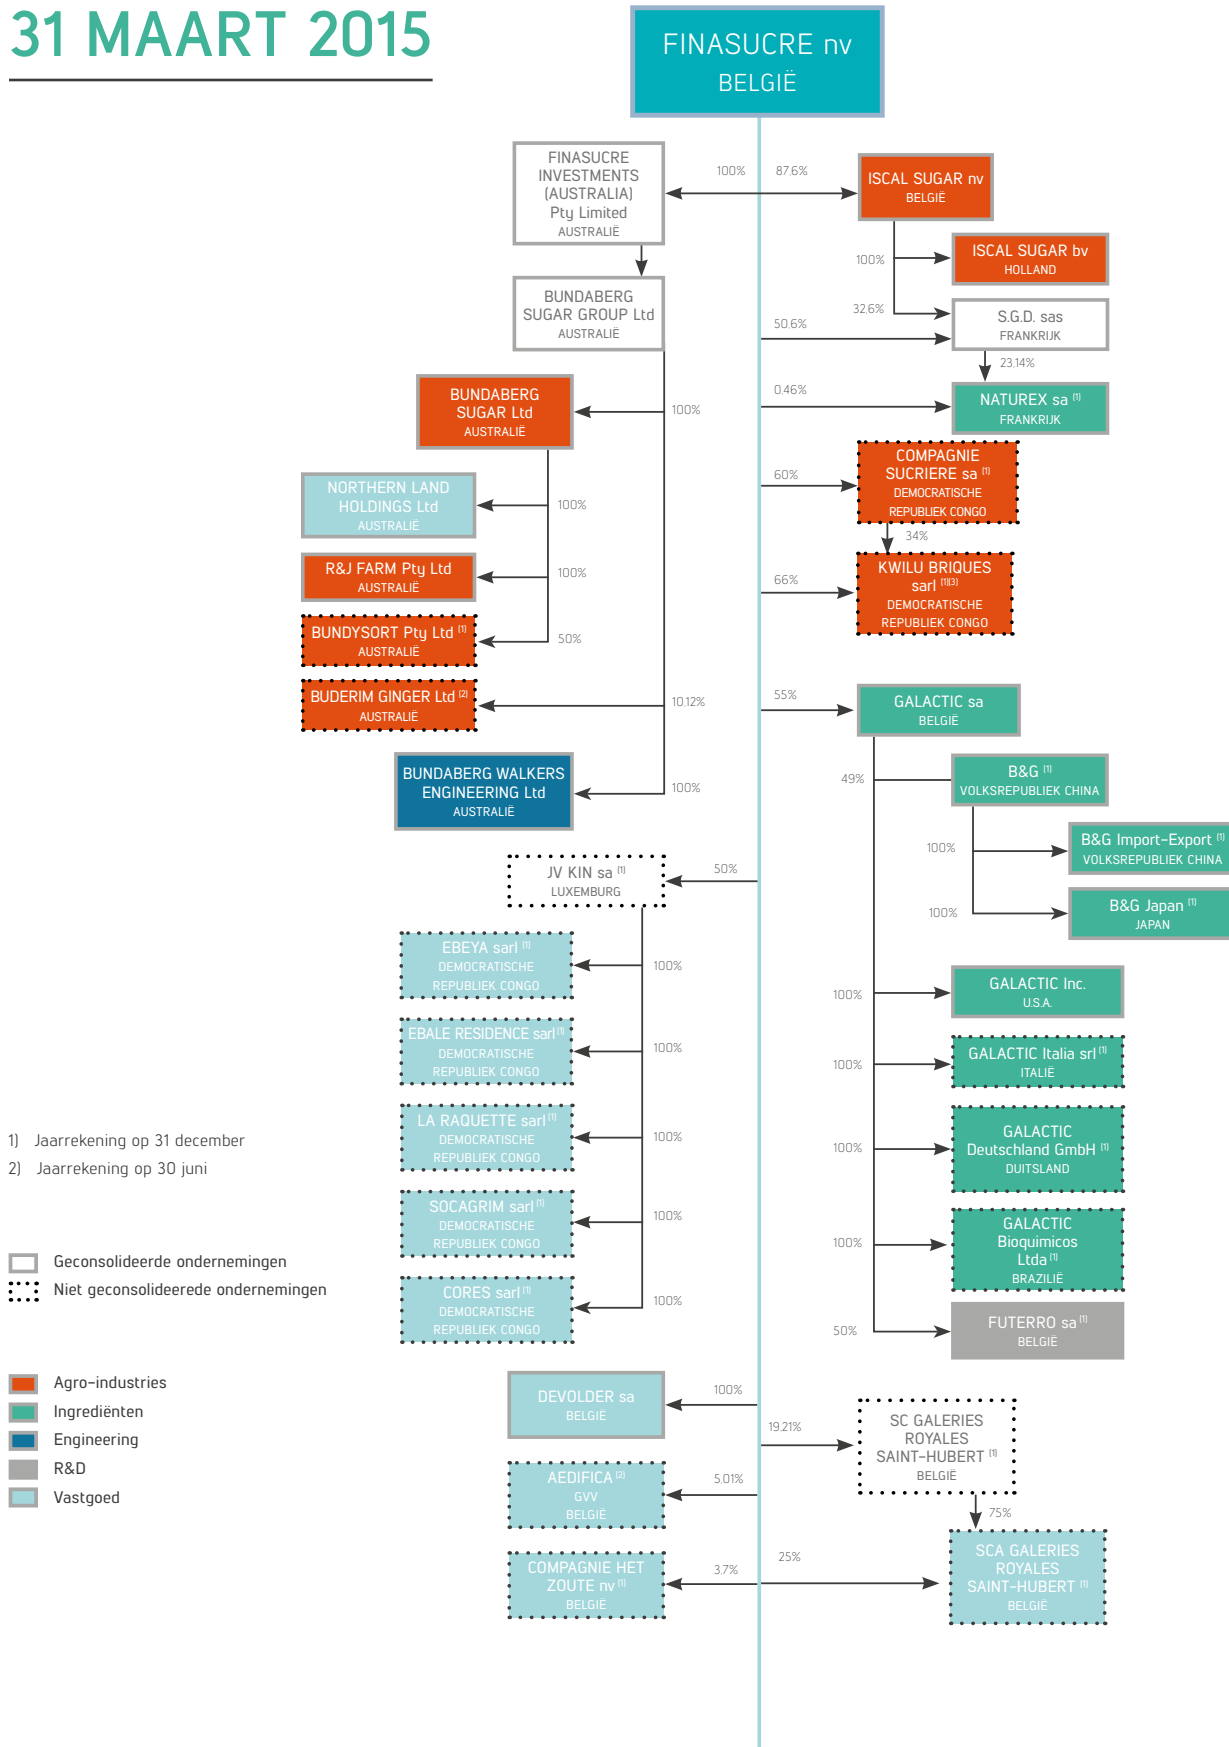 31 MAART 2015
FINASUCRE nv
BELGIË
FINASUCRE
INVESTMENTS
(AUSTRALIA)
Pty Limited
AUSTRALIË
100%
87,6%
ISCAL SUGAR nv
BELGIË
100%
ISCAL SUGAR bv
HOLLAND
32,6%
50,6%
S.G.D. sas
FRANKRIJK
23,14%
0,46%
NATUREX sa (1)
FRANKRIJK
BUNDABERG
SUGAR GROUP Ltd
AUSTRALIË
BUNDABERG
SUGAR Ltd
AUSTRALIË
100%
NORTHERN LAND
HOLDINGS Ltd
AUSTRALIË
100%
R&J FARM Pty Ltd
AUSTRALIË
100%
BUNDYSORT Pty Ltd (1)
AUSTRALIË
50%
BUDERIM GINGER Ltd (2)
AUSTRALIË
10,12%
BUNDABERG WALKERS
ENGINEERING Ltd
AUSTRALIË
100%
60%
COMPAGNIE
SUCRIERE sa (1)
DEMOCRATISCHE
REPUBLIEK CONGO
34%
66%
KWILU BRIQUES
sarl (1)(3)
DEMOCRATISCHE
REPUBLIEK CONGO
55%
GALACTIC sa
BELGIË
49%
B&G (1)
VOLKSREPUBLIEK CHINA
100%
B&G Import-Export (1)
VOLKSREPUBLIEK CHINA
100%
B&G Japan (1)
JAPAN
100%
GALACTIC Inc.
U.S.A.
100%
GALACTIC Italia srl (1)
ITALIË
100%
GALACTIC
Deutschland GmbH (1)
DUITSLAND
100%
GALACTIC
Bioquimicos
Ltda (1)
BRAZILIË
50%
FUTERRO sa (1)
BELGIË
JV KIN sa (1)
LUXEMBURG
50%
EBEYA sarl (1)
DEMOCRATISCHE
REPUBLIEK CONGO
100%
EBALE RESIDENCE sarl (1)
DEMOCRATISCHE
REPUBLIEK CONGO
100%
LA RAQUETTE sarl (1)
DEMOCRATISCHE
REPUBLIEK CONGO
100%
SOCAGRIM sarl (1)
DEMOCRATISCHE
REPUBLIEK CONGO
100%
CORES sarl (1)
DEMOCRATISCHE
REPUBLIEK CONGO
100%
DEVOLDER sa
BELGIË
100%
19,21%
SC GALERIES
ROYALES
SAINT-HUBERT (1)
BELGIË
75%
AEDIFICA (2)
GVV
BELGIË
5,01%
COMPAGNIE HET
ZOUTE nv (1)
BELGIË
3,7%
25%
SCA GALERIES
ROYALES
SAINT-HUBERT (1)
BELGIË
1) Jaarrekening op 31 december
2) Jaarrekening op 30 juni
Geconsolideerde ondernemingen
Niet geconsolideerede ondernemingen
Agro-industries
Ingrediënten
Engineering
R&D
Vastgoed